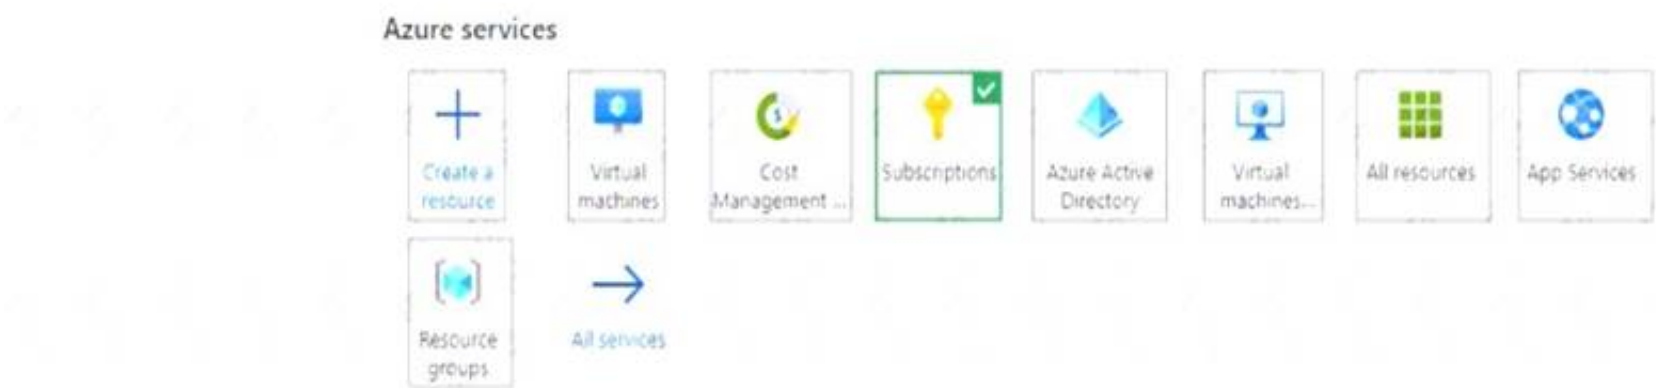 Azure services
Create a
resource
Virtual
machines
Cost
Management ...
Subscriptions
Azure Active
Directory
Virtual
machines...
All resources
App Services
Resource
groups
All services